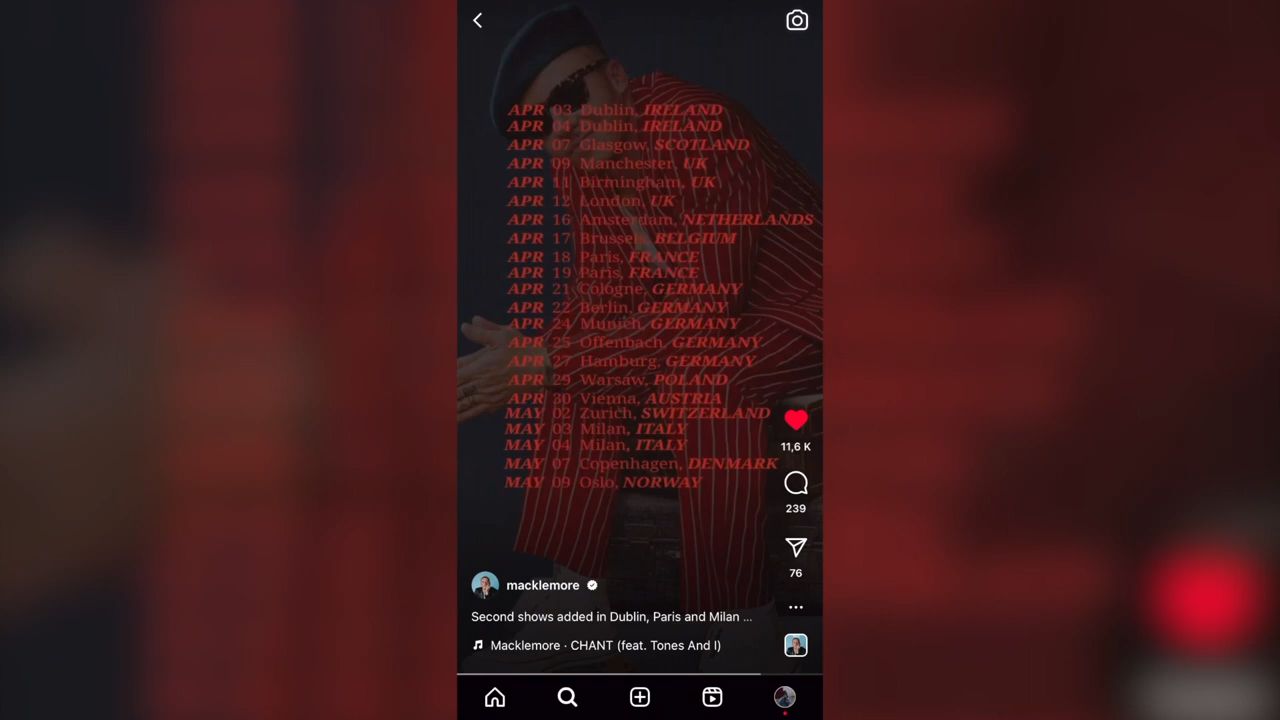 APR 03 Dublin, IRELAND
APR 04 Dublin, IRELAND
APR 07 Glasgow, SCOTLAND
APR 09 Manchester, UK
APR 11 Birmingham, UK
APR 12 London, UK
APR 16 Amsterdam, NETHERLANDS
APR 17 Brussels, BELGIUM
APR 18 Paris, FRANCE
APR 19 Paris, FRANCE
APR 21 Cologne, GERMANY
APR 22 Berlin, GERMANY
APR 24 Munich, GERMANY
APR 25 Offenbach, GERMANY
APR 27 Hamburg, GERMANY
APR 29 Warsaw, POLAND
APR 30 Vienna, AUSTRIA
MAY 02 Zurich, SWITZERLAND
MAY 03 Milan, ITALY
MAY 04 Milan, ITALY
MAY 07 Copenhagen, DENMARK
MAY 09 Oslo, NORWAY
11,6 K
239
76
macklemore
Second shows added in Dublin, Paris and Milan ...
Macklemore · CHANT (feat. Tones And I)